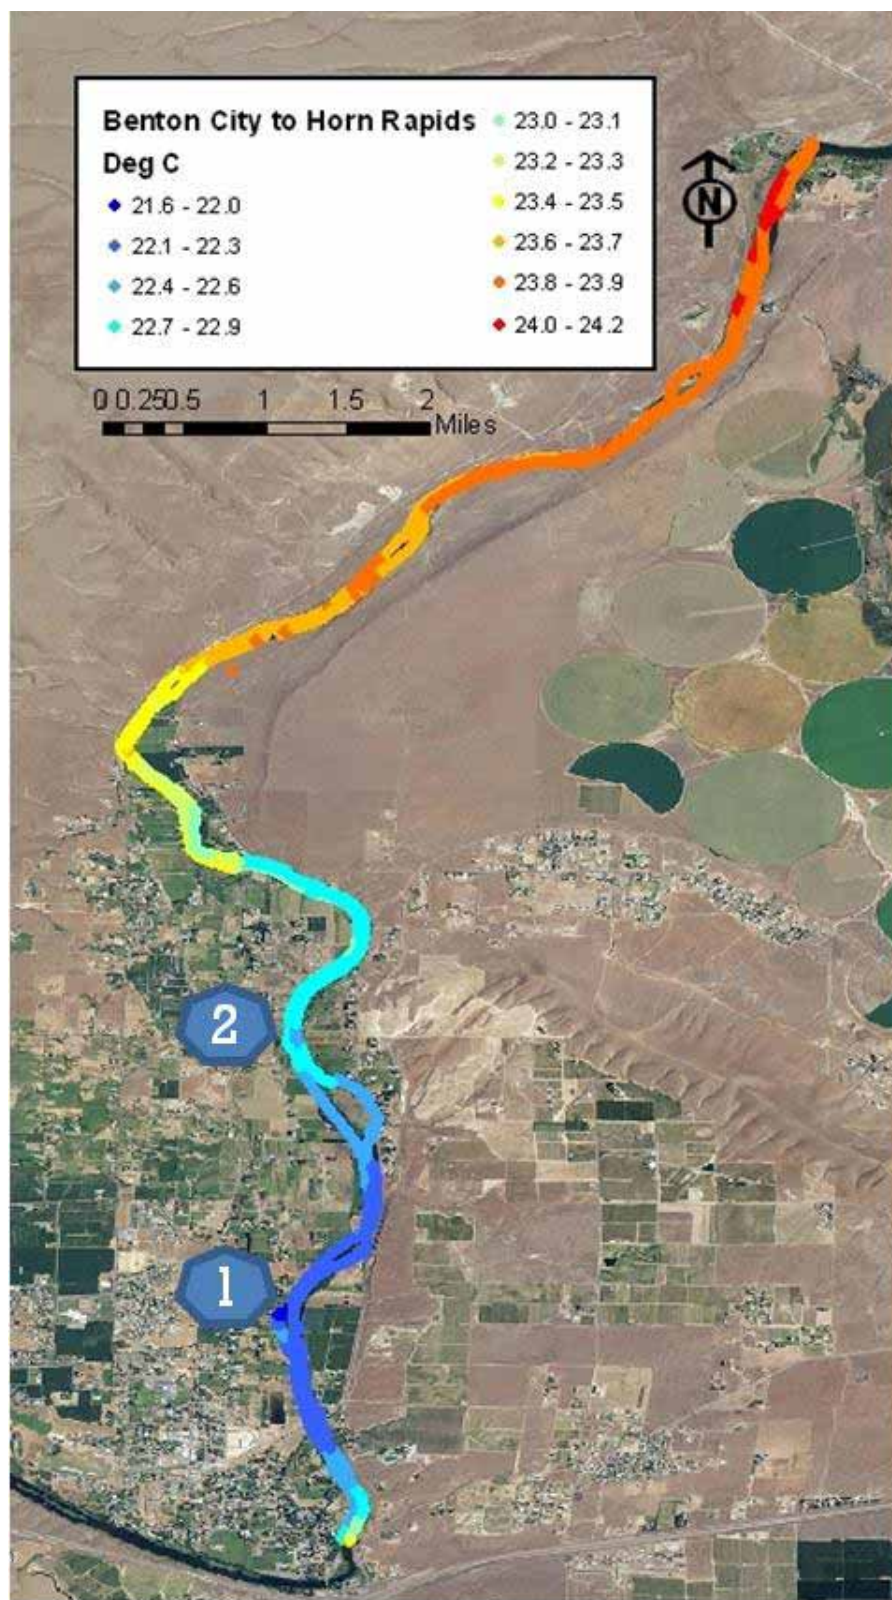 Benton City to Horn Rapids
Deg C
21.6 - 22.0
22.1 - 22.3
22.4 - 22.6
22.7 - 22.9
23.0 - 23.1
23.2 - 23.3
23.4 - 23.5
23.6 - 23.7
23.8 - 23.9
24.0 - 24.2
N
0 0.250.5 1 1.5 2
Miles
2
1